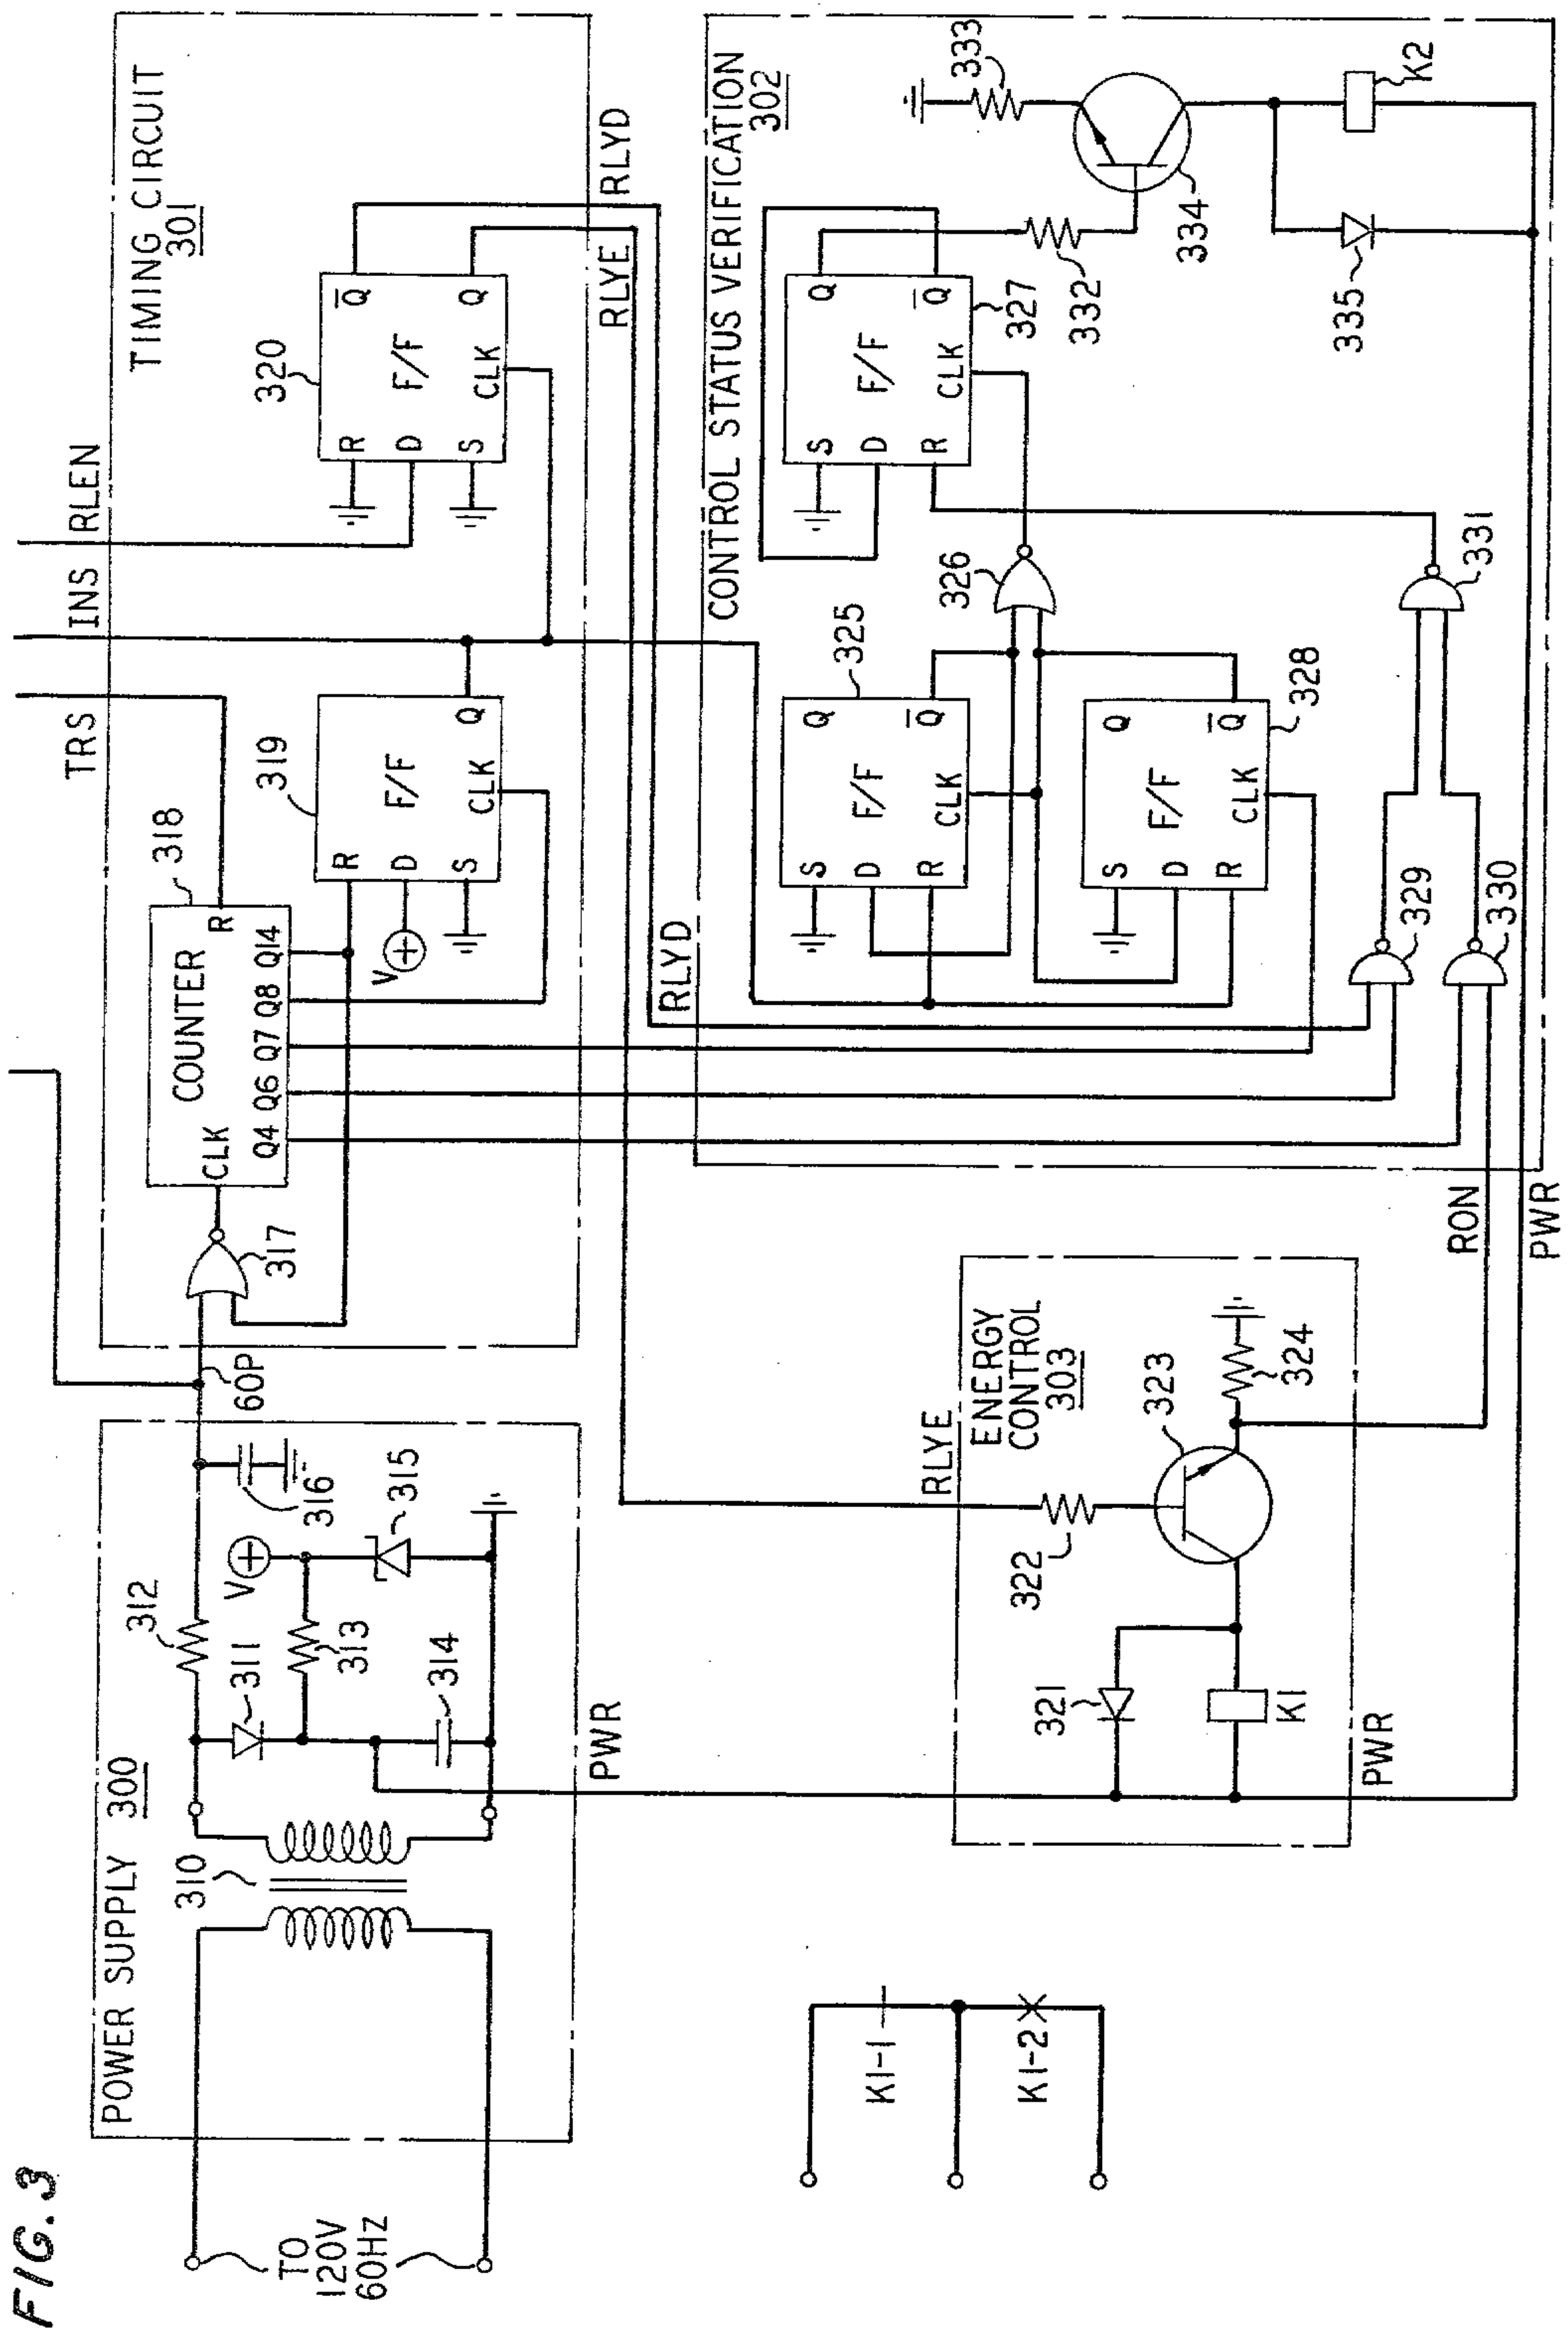 FIG. 3
TO
120V
60HZ
POWER SUPPLY 300
310
311
312
313
314
V
315
316
PWR
60P
TIMING CIRCUIT
301
317
COUNTER
318
CLK
R
Q4
Q6
Q7
Q8
Q14
TRS
INS
RLEN
319
F/F
R
D
S
Q
CLK
V
320
F/F
R
D
S
Q̅
Q
CLK
RLYE
RLYD
RLYD
K1-1
K1-2
ENERGY
CONTROL
303
RLYE
PWR
321
K1
322
323
324
RON
PWR
CONTROL STATUS VERIFICATION
302
325
F/F
S
D
R
Q
Q̅
CLK
326
327
F/F
S
D
R
Q
Q̅
CLK
328
F/F
S
D
R
Q
Q̅
CLK
329
330
331
332
333
334
335
K2